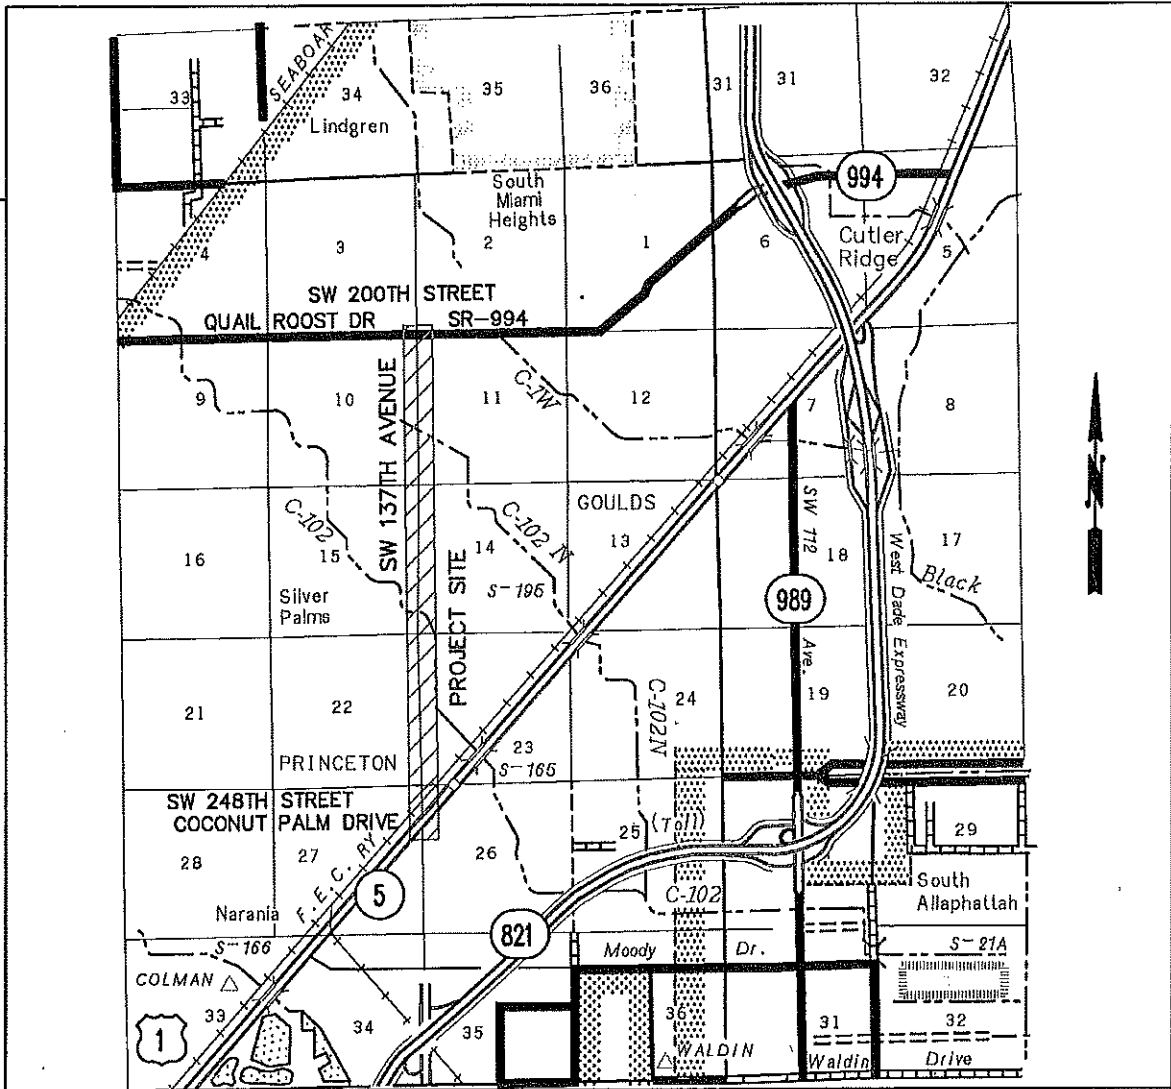 33
SEABOAR
34
Lindgren
35
36
31
31
32
994
South
Miami
Heights
4
3
2
1
6
Cutler
Ridge
5
SW 200TH STREET
QUAIL ROOST DR
SR-994
9
10
11
C-1W
12
7
8
SW 137TH AVENUE
N
C-102
C-102 N
GOULDS
16
15
14
13
SW 112
18
17
Black
West Dade Expressway
S-195
989
Silver
Palms
PROJECT SITE
Ave.
C-102N
21
22
23
24
19
20
PRINCETON
S-165
SW 248TH STREET
COCONUT PALM DRIVE
28
27
26
25
(Toll)
29
F.E.C. RY
5
C-102
South
Allaphattah
Narania
821
S-166
Moody
Dr.
S-21A
COLMAN
33
34
35
36
31
32
1
WALDIN
Waldin
Drive